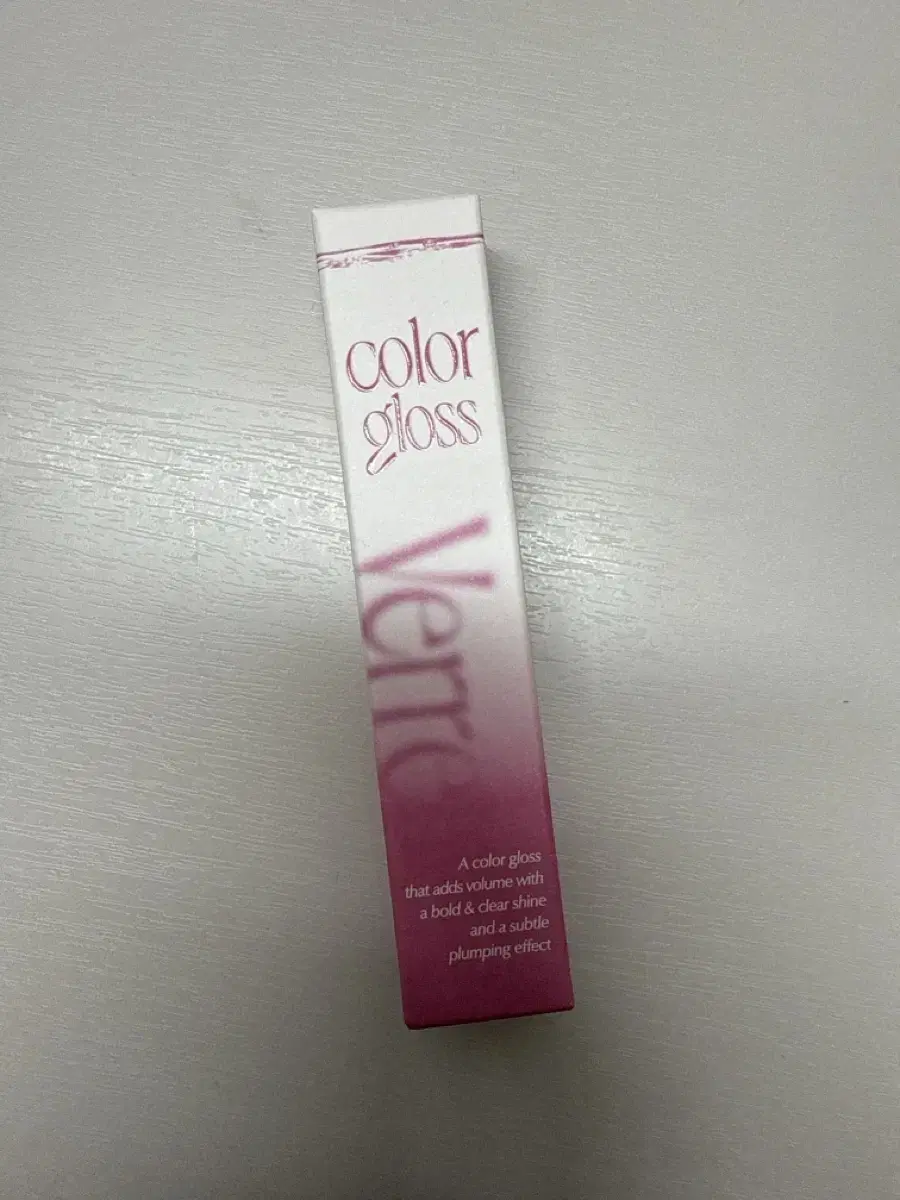 color
gloss
Verre
A color gloss
that adds volume with
a bold & clear shine
and a subtle
plumping effect